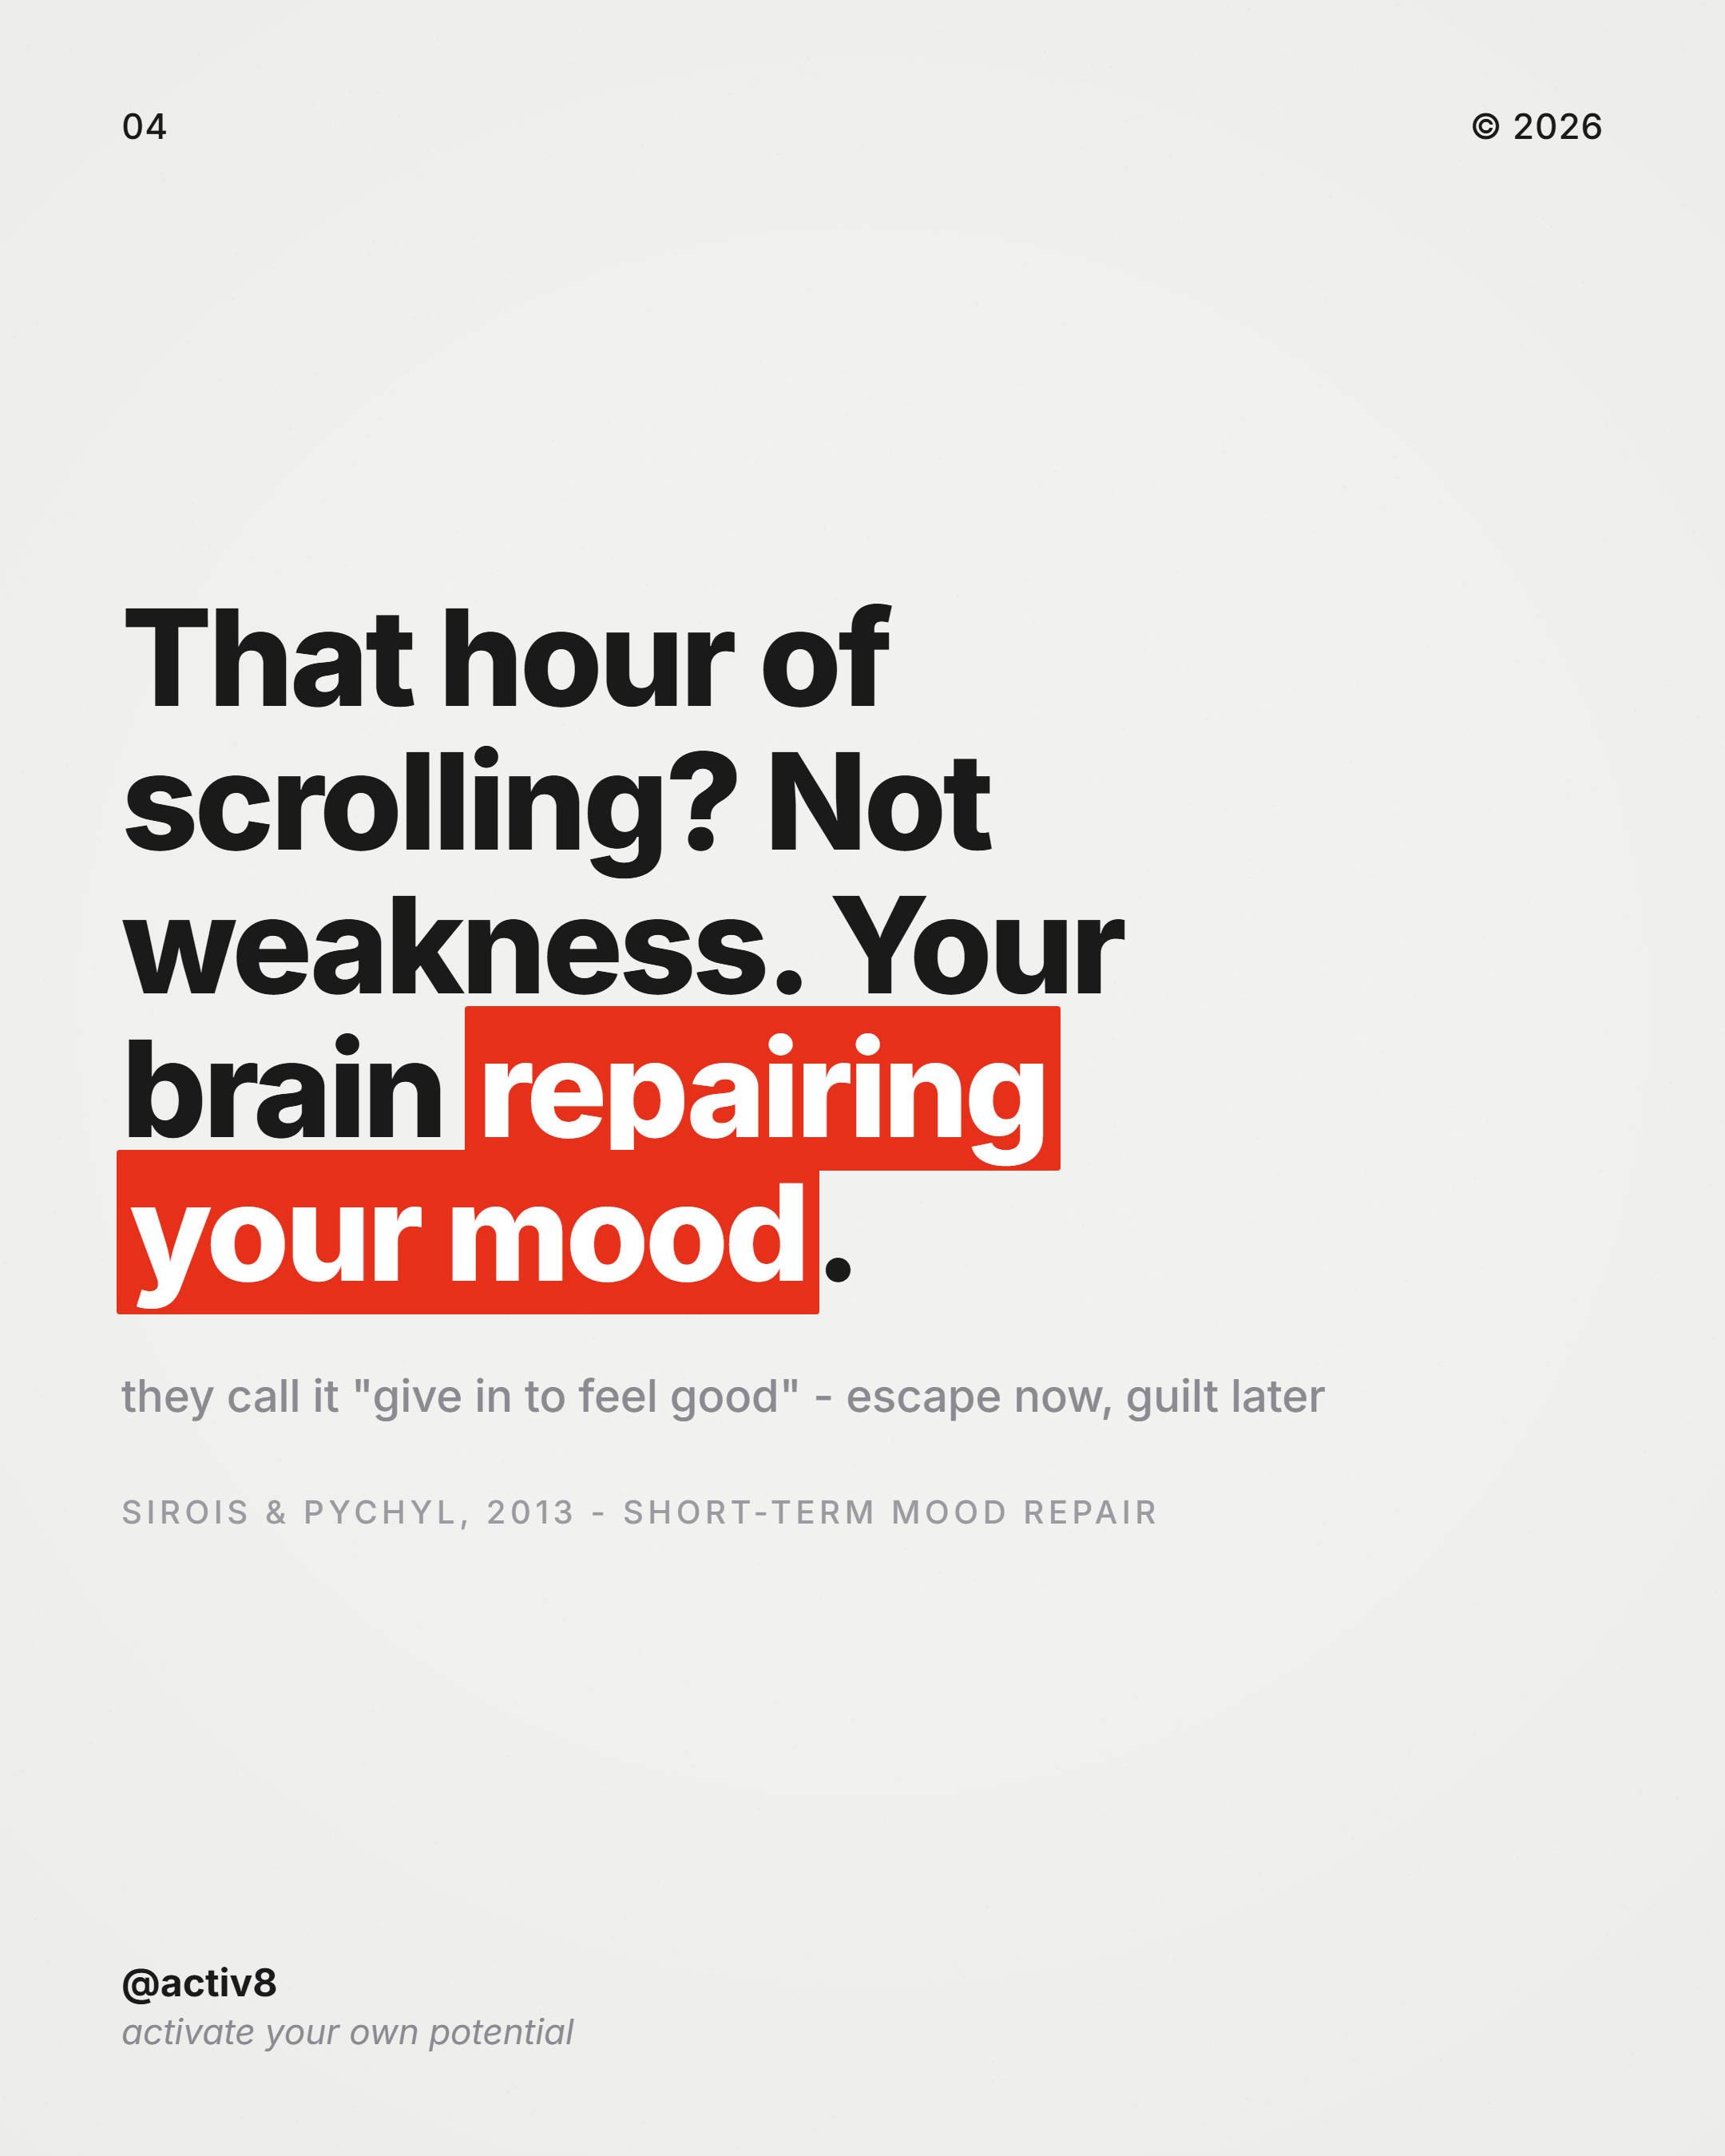 04
© 2026
That hour of
scrolling? Not
weakness. Your
brain repairing
your mood.
they call it "give in to feel good" - escape now, guilt later
SIROIS & PYCHYL, 2013 - SHORT-TERM MOOD REPAIR
@activ8
activate your own potential